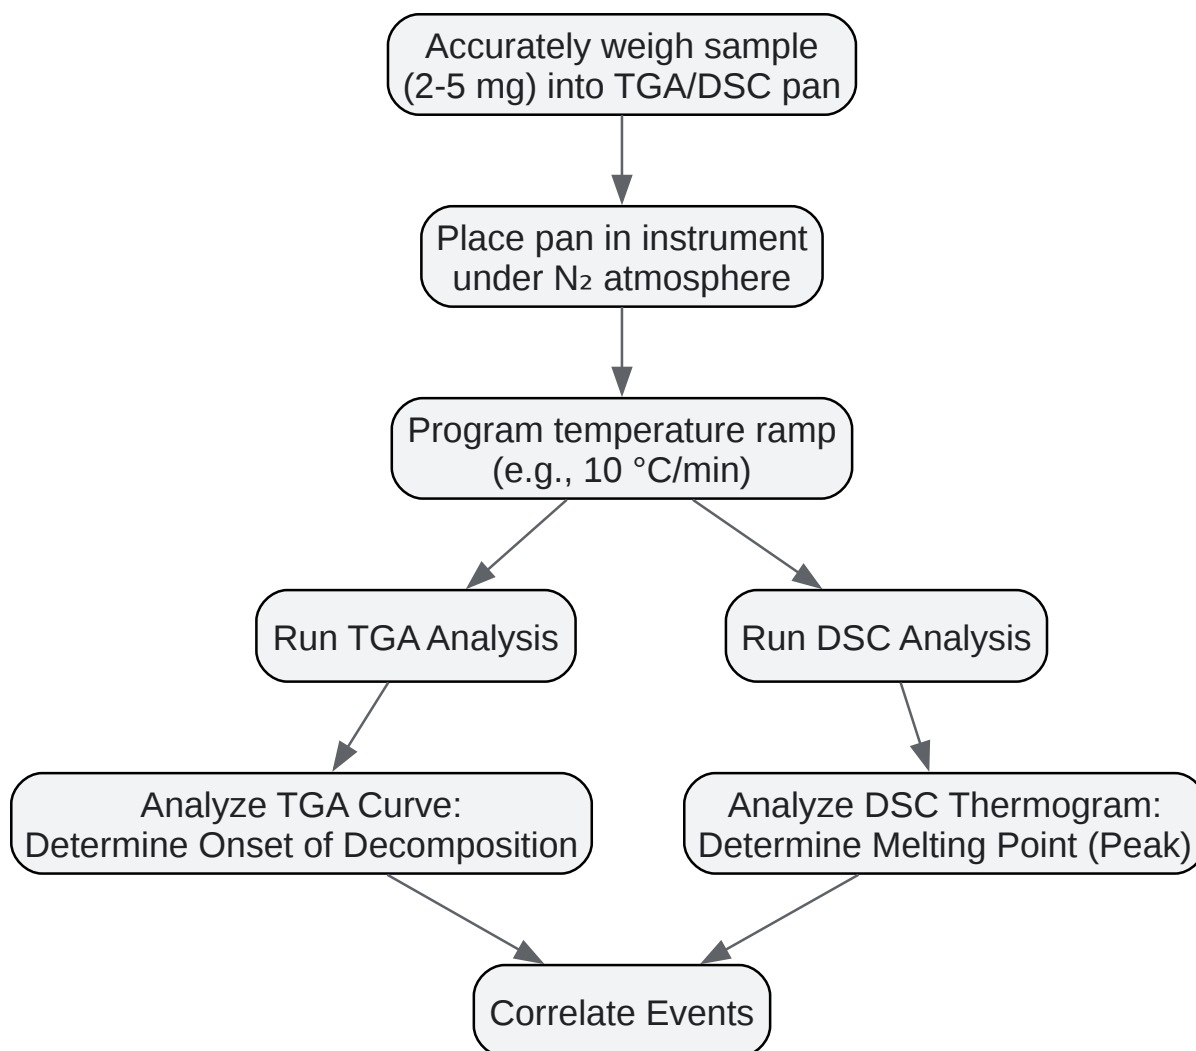 Accurately weigh sample
(2-5 mg) into TGA/DSC pan
Place pan in instrument
under N₂ atmosphere
Program temperature ramp
(e.g., 10 °C/min)
Run TGA Analysis
Run DSC Analysis
Analyze TGA Curve:
Determine Onset of Decomposition
Analyze DSC Thermogram:
Determine Melting Point (Peak)
Correlate Events